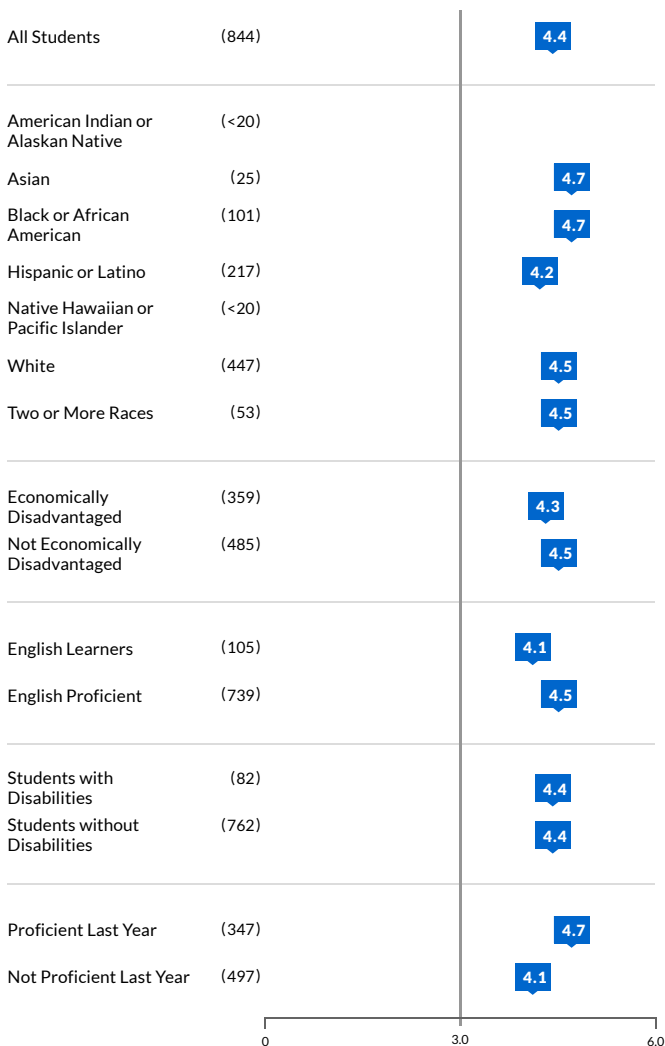 All Students (844) 4.4
American Indian or (<20)
Alaskan Native
Asian (25) 4.7
Black or African (101) 4.7
American
Hispanic or Latino (217) 4.2
Native Hawaiian or (<20)
Pacific Islander
White (447) 4.5
Two or More Races (53) 4.5
Economically (359) 4.3
Disadvantaged
Not Economically (485) 4.5
Disadvantaged
English Learners (105) 4.1
English Proficient (739) 4.5
Students with (82) 4.4
Disabilities
Students without (762) 4.4
Disabilities
Proficient Last Year (347) 4.7
Not Proficient Last Year (497) 4.1
0 3.0 6.0